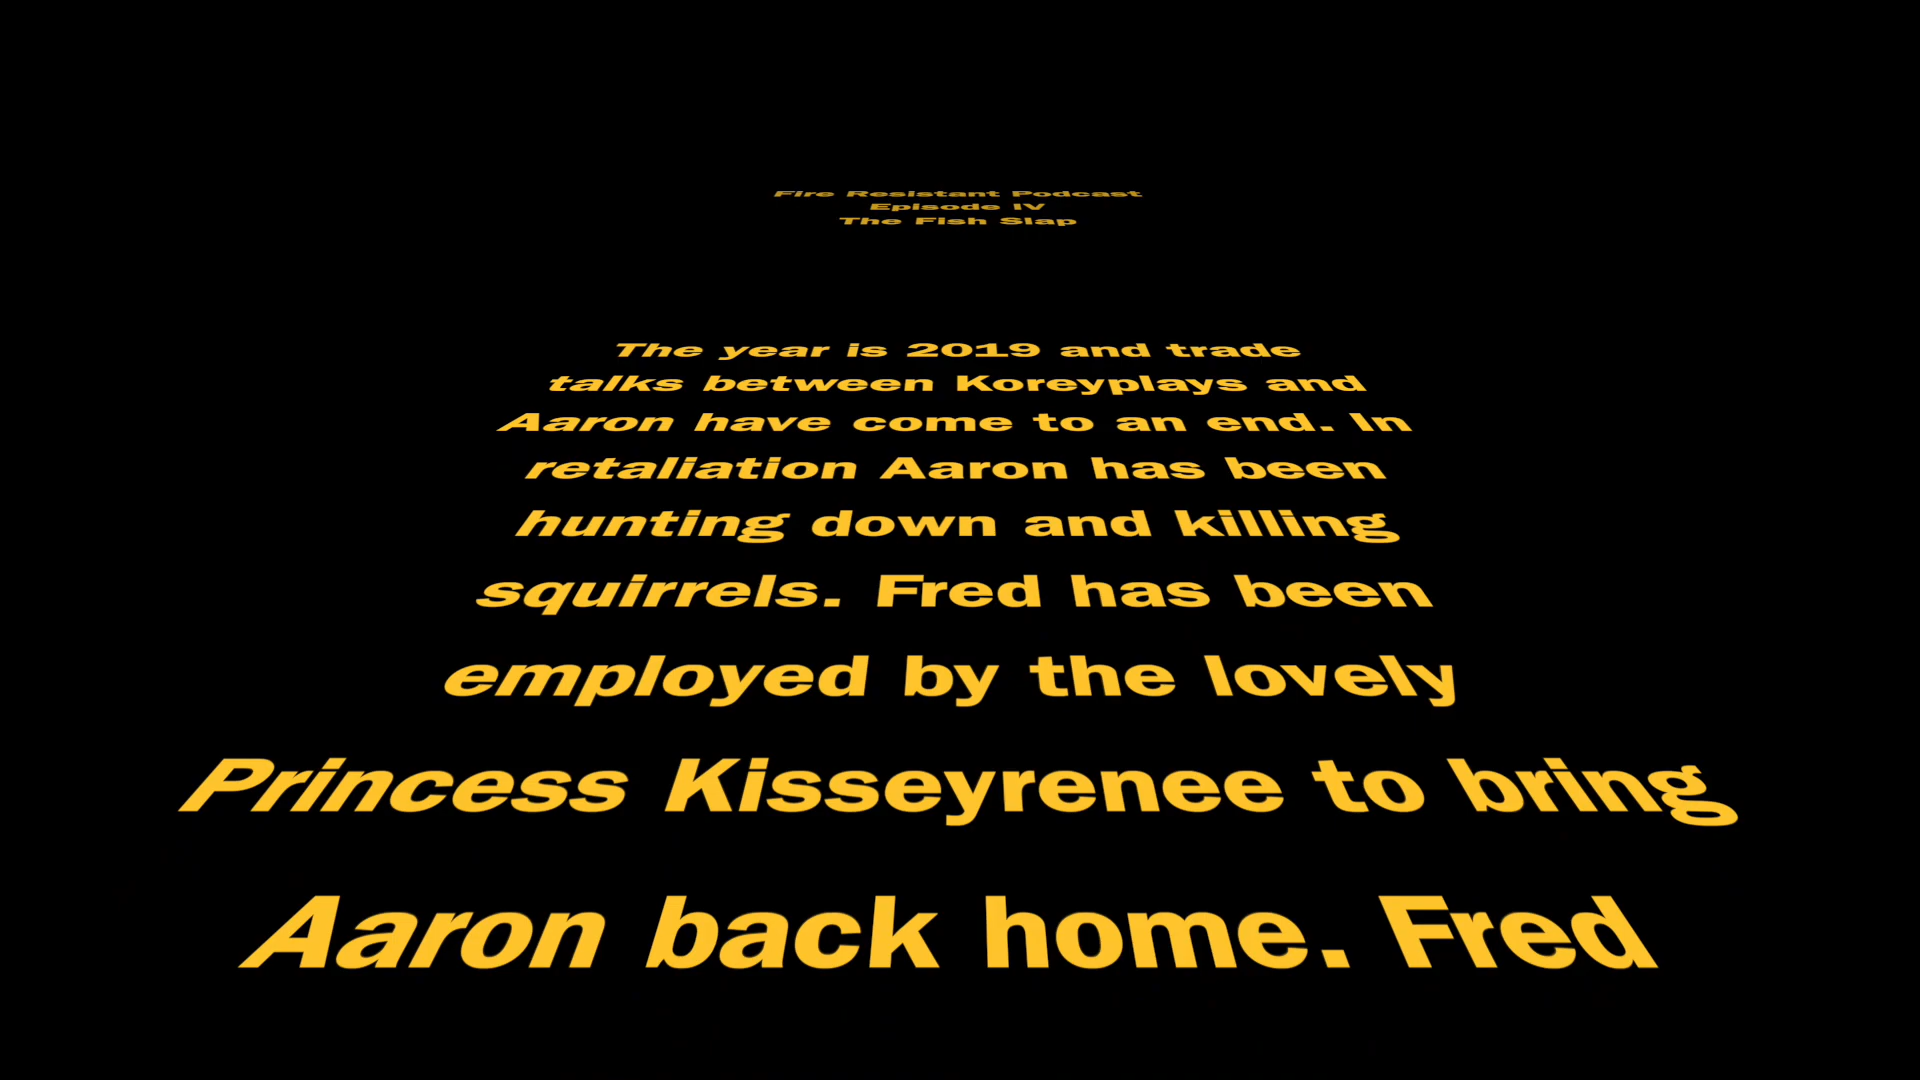 Fire Resistant Podcast
Episode IV
The Fish Slap
The year is 2019 and trade
talks between Koreyplays and
Aaron have come to an end. In
retaliation Aaron has been
hunting down and killing
squirrels. Fred has been
employed by the lovely
Princess Kisseyrenee to bring
Aaron back home. Fred